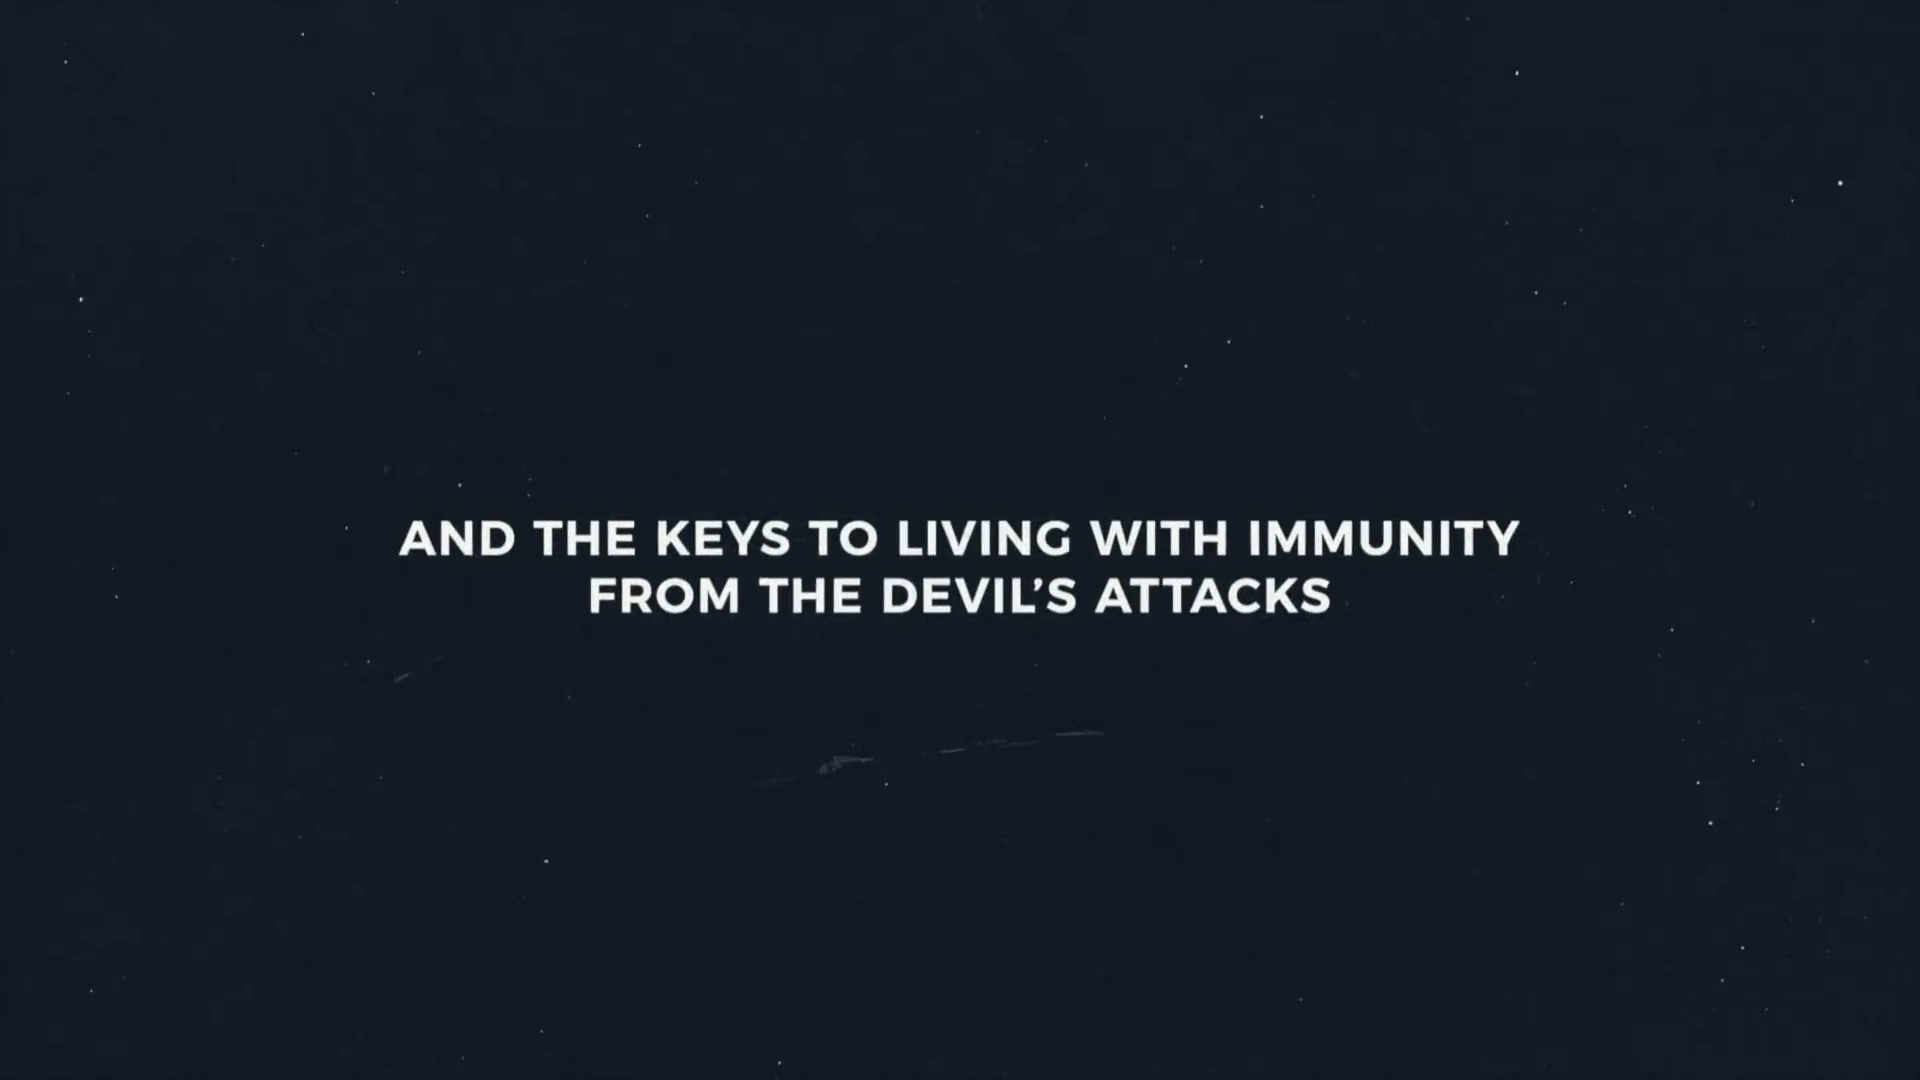 AND THE KEYS TO LIVING WITH IMMUNITY
FROM THE DEVIL’S ATTACKS